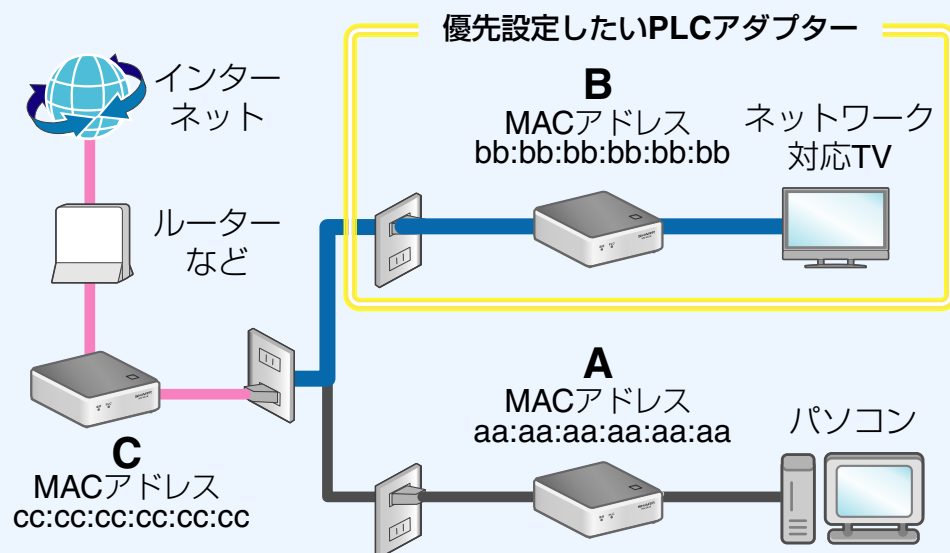 優先設定したいPLCアダプター
インター
ネット
B
MACアドレス
bb:bb:bb:bb:bb:bb
ネットワーク
対応TV
ルーター
など
A
MACアドレス
aa:aa:aa:aa:aa:aa
パソコン
C
MACアドレス
cc:cc:cc:cc:cc:cc